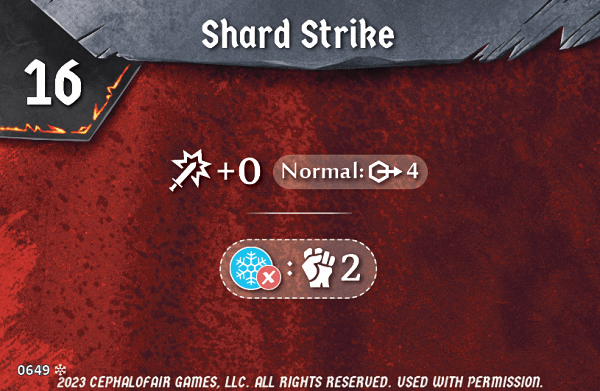 Shard Strike
16
+0 Normal: 4
: 2
0649
2023 CEPHALOFAIR GAMES, LLC. ALL RIGHTS RESERVED. USED WITH PERMISSION.